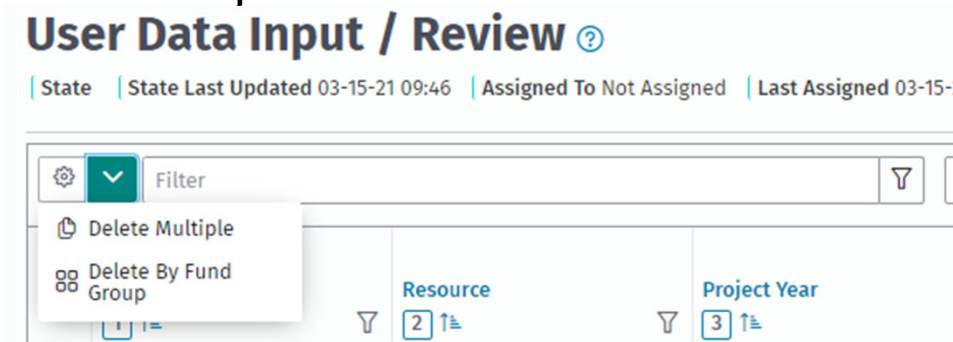 User Data Input / Review ?
State State Last Updated 03-15-21 09:46 Assigned To Not Assigned Last Assigned 03-15-
Filter
Delete Multiple
Delete By Fund
Group
Resource Project Year
1 2 3